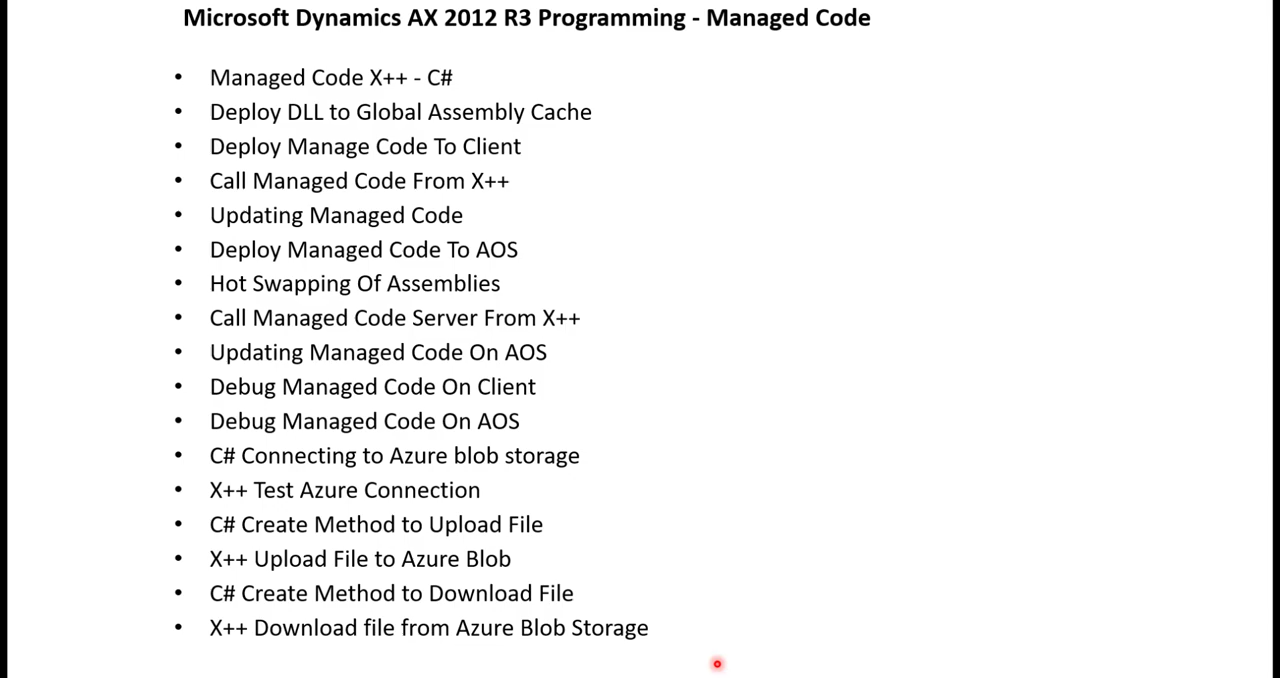 Microsoft Dynamics AX 2012 R3 Programming - Managed Code
• Managed Code X++ - C#
• Deploy DLL to Global Assembly Cache
• Deploy Manage Code To Client
• Call Managed Code From X++
• Updating Managed Code
• Deploy Managed Code To AOS
• Hot Swapping Of Assemblies
• Call Managed Code Server From X++
• Updating Managed Code On AOS
• Debug Managed Code On Client
• Debug Managed Code On AOS
• C# Connecting to Azure blob storage
• X++ Test Azure Connection
• C# Create Method to Upload File
• X++ Upload File to Azure Blob
• C# Create Method to Download File
• X++ Download file from Azure Blob Storage